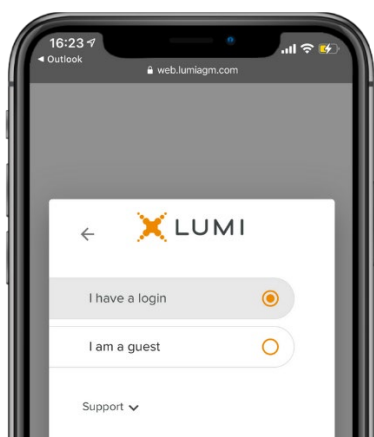 16:23
Outlook
web.lumiagm.com
LUMI
I have a login
I am a guest
Support